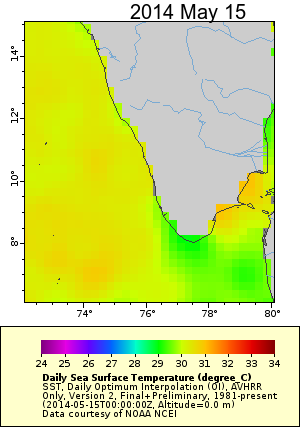 2014 May 15
14°
12°
10°
8°
74° 76° 78° 80°
24 25 26 27 28 29 30 31 32 33 34
Daily Sea Surface Temperature (degree_C)
SST, Daily Optimum Interpolation (OI), AVHRR
Only, Version 2, Final+Preliminary, 1981-present
(2014-05-15T00:00:00Z, Altitude=0.0 m)
Data courtesy of NOAA NCEI